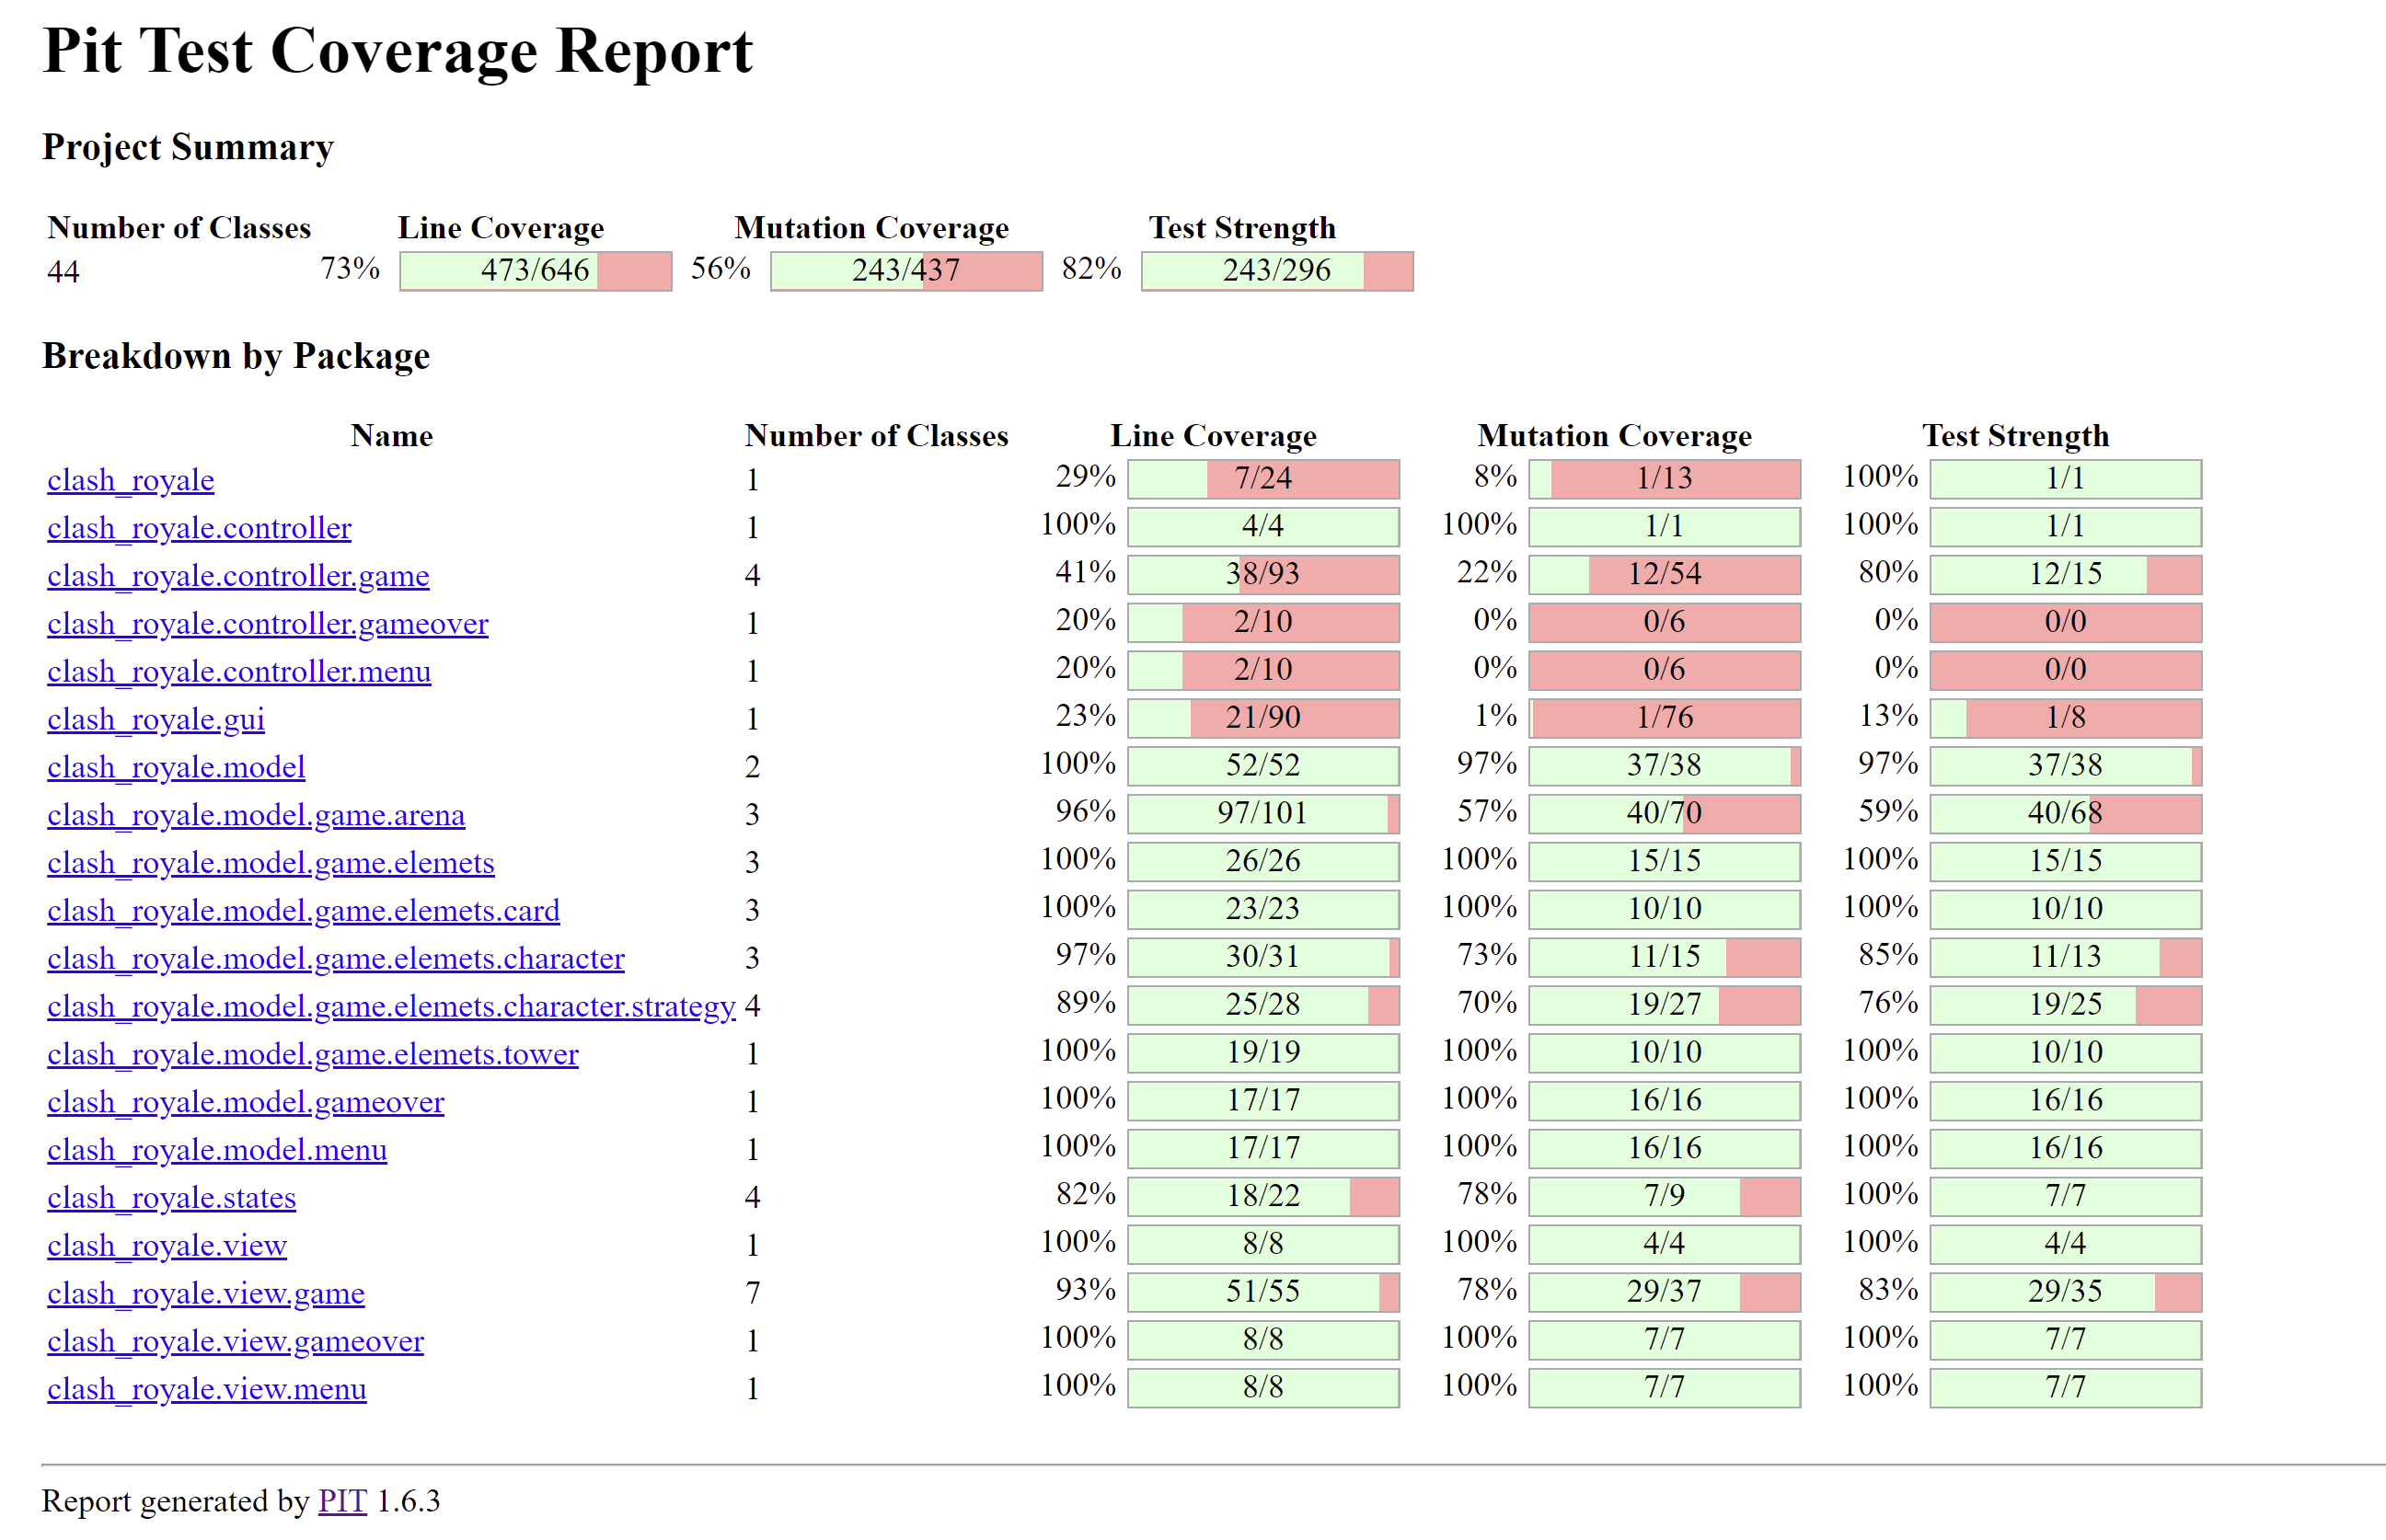 Pit Test Coverage Report
Project Summary
Number of Classes Line Coverage Mutation Coverage Test Strength
44 73% 473/646 56% 243/437 82% 243/296
Breakdown by Package
Name Number of Classes Line Coverage Mutation Coverage Test Strength
clash_royale 1 29% 7/24 8% 1/13 100% 1/1
clash_royale.controller 1 100% 4/4 100% 1/1 100% 1/1
clash_royale.controller.game 4 41% 38/93 22% 12/54 80% 12/15
clash_royale.controller.gameover 1 20% 2/10 0% 0/6 0% 0/0
clash_royale.controller.menu 1 20% 2/10 0% 0/6 0% 0/0
clash_royale.gui 1 23% 21/90 1% 1/76 13% 1/8
clash_royale.model 2 100% 52/52 97% 37/38 97% 37/38
clash_royale.model.game.arena 3 96% 97/101 57% 40/70 59% 40/68
clash_royale.model.game.elemets 3 100% 26/26 100% 15/15 100% 15/15
clash_royale.model.game.elemets.card 3 100% 23/23 100% 10/10 100% 10/10
clash_royale.model.game.elemets.character 3 97% 30/31 73% 11/15 85% 11/13
clash_royale.model.game.elemets.character.strategy 4 89% 25/28 70% 19/27 76% 19/25
clash_royale.model.game.elemets.tower 1 100% 19/19 100% 10/10 100% 10/10
clash_royale.model.gameover 1 100% 17/17 100% 16/16 100% 16/16
clash_royale.model.menu 1 100% 17/17 100% 16/16 100% 16/16
clash_royale.states 4 82% 18/22 78% 7/9 100% 7/7
clash_royale.view 1 100% 8/8 100% 4/4 100% 4/4
clash_royale.view.game 7 93% 51/55 78% 29/37 83% 29/35
clash_royale.view.gameover 1 100% 8/8 100% 7/7 100% 7/7
clash_royale.view.menu 1 100% 8/8 100% 7/7 100% 7/7
Report generated by PIT 1.6.3